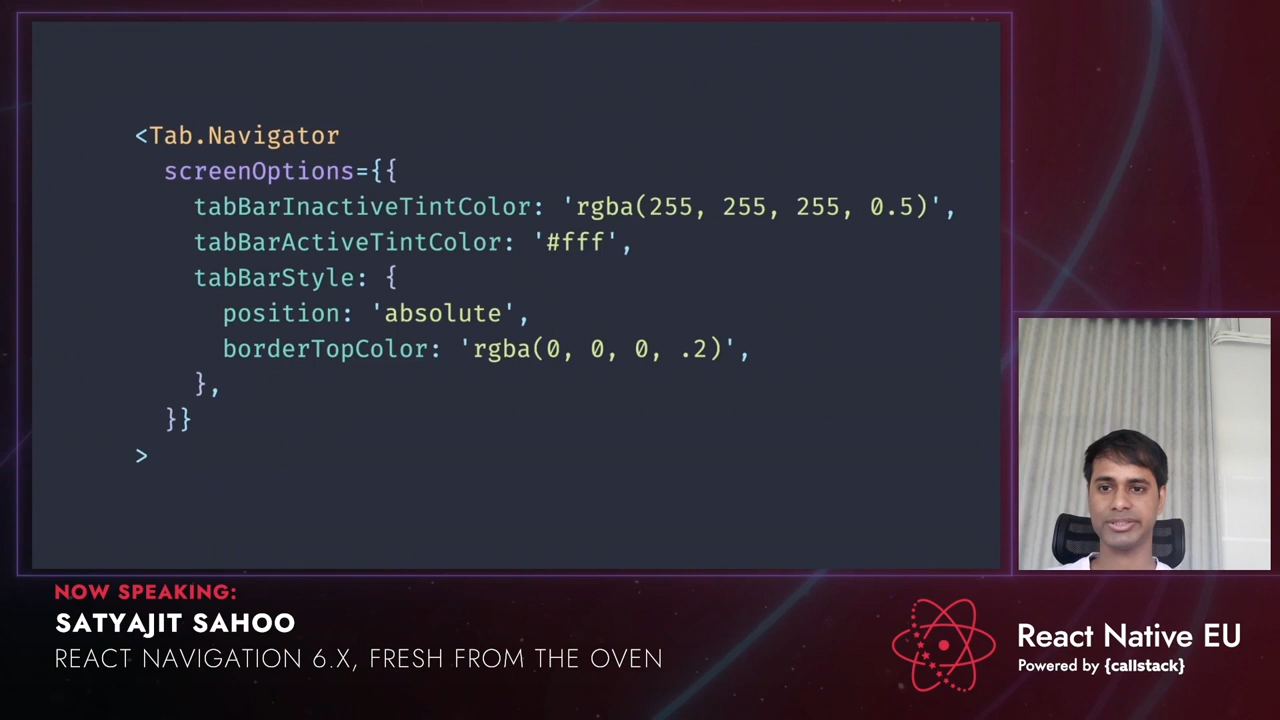 <Tab.Navigator
  screenOptions={{
    tabBarInactiveTintColor: 'rgba(255, 255, 255, 0.5)',
    tabBarActiveTintColor: '#fff',
    tabBarStyle: {
      position: 'absolute',
      borderTopColor: 'rgba(0, 0, 0, .2)',
    },
  }}
>
NOW SPEAKING:
SATYAJIT SAHOO
REACT NAVIGATION 6.X, FRESH FROM THE OVEN
React Native EU
Powered by {callstack}